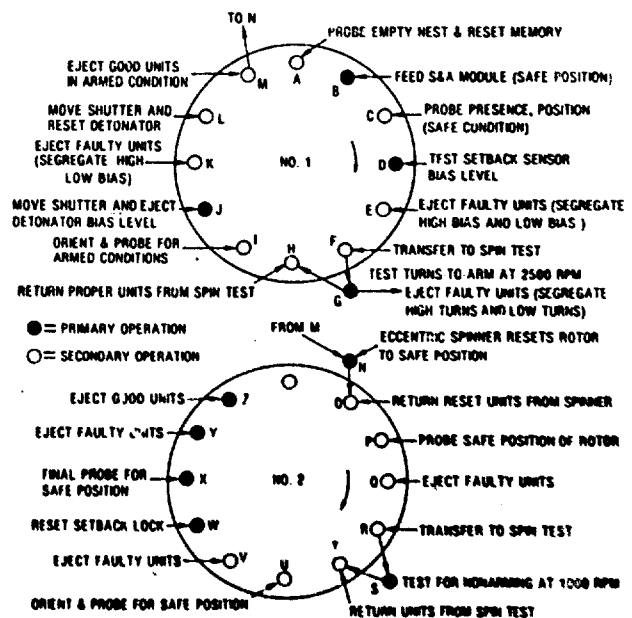 TO N
PROBE EMPTY NEST & RESET MEMORY
EJECT GOOD UNITS
IN ARMED CONDITION
M
A
B
FEED S&A MODULE (SAFE POSITION)
MOVE SHUTTER AND
RESET DETONATOR
L
C
PROBE PRESENCE, POSITION
(SAFE CONDITION)
EJECT FAULTY UNITS
(SEGREGATE HIGH
LOW BIAS)
K
NO. 1
D
TEST SETBACK SENSOR
BIAS LEVEL
MOVE SHUTTER AND EJECT
DETONATOR BIAS LEVEL
J
E
EJECT FAULTY UNITS (SEGREGATE
HIGH BIAS AND LOW BIAS)
ORIENT & PROBE FOR
ARMED CONDITIONS
I
H
F
TRANSFER TO SPIN TEST
RETURN PROPER UNITS FROM SPIN TEST
G
TEST TURNS TO ARM AT 2500 RPM
EJECT FAULTY UNITS (SEGREGATE
HIGH TURNS AND LOW TURNS)
= PRIMARY OPERATION
= SECONDARY OPERATION
FROM M
N
ECCENTRIC SPINNER RESETS ROTOR
TO SAFE POSITION
EJECT GOOD UNITS
Z
O
RETURN RESET UNITS FROM SPINNER
EJECT FAULTY UNITS
Y
P
PROBE SAFE POSITION OF ROTOR
FINAL PROBE FOR
SAFE POSITION
X
NO. 2
Q
EJECT FAULTY UNITS
RESET SETBACK LOCK
W
R
TRANSFER TO SPIN TEST
EJECT FAULTY UNITS
V
U
T
S
TEST FOR NONARMING AT 1000 RPM
ORIENT & PROBE FOR SAFE POSITION
RETURN UNITS FROM SPIN TEST